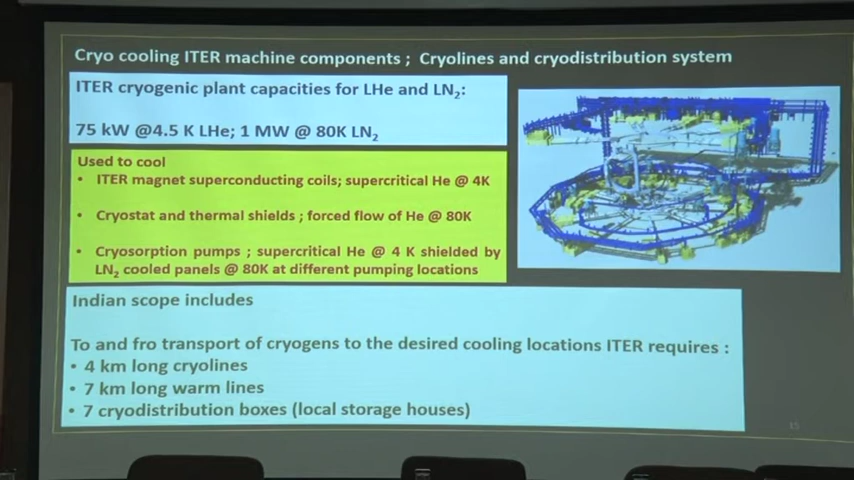 Cryo cooling ITER machine components ; Cryolines and cryodistribution system
ITER cryogenic plant capacities for LHe and LN₂:
75 kW @4.5 K LHe; 1 MW @ 80K LN₂
Used to cool
• ITER magnet superconducting coils; supercritical He @ 4K
• Cryostat and thermal shields ; forced flow of He @ 80K
• Cryosorption pumps ; supercritical He @ 4 K shielded by
LN₂ cooled panels @ 80K at different pumping locations
Indian scope includes
To and fro transport of cryogens to the desired cooling locations ITER requires :
• 4 km long cryolines
• 7 km long warm lines
• 7 cryodistribution boxes (local storage houses)
15